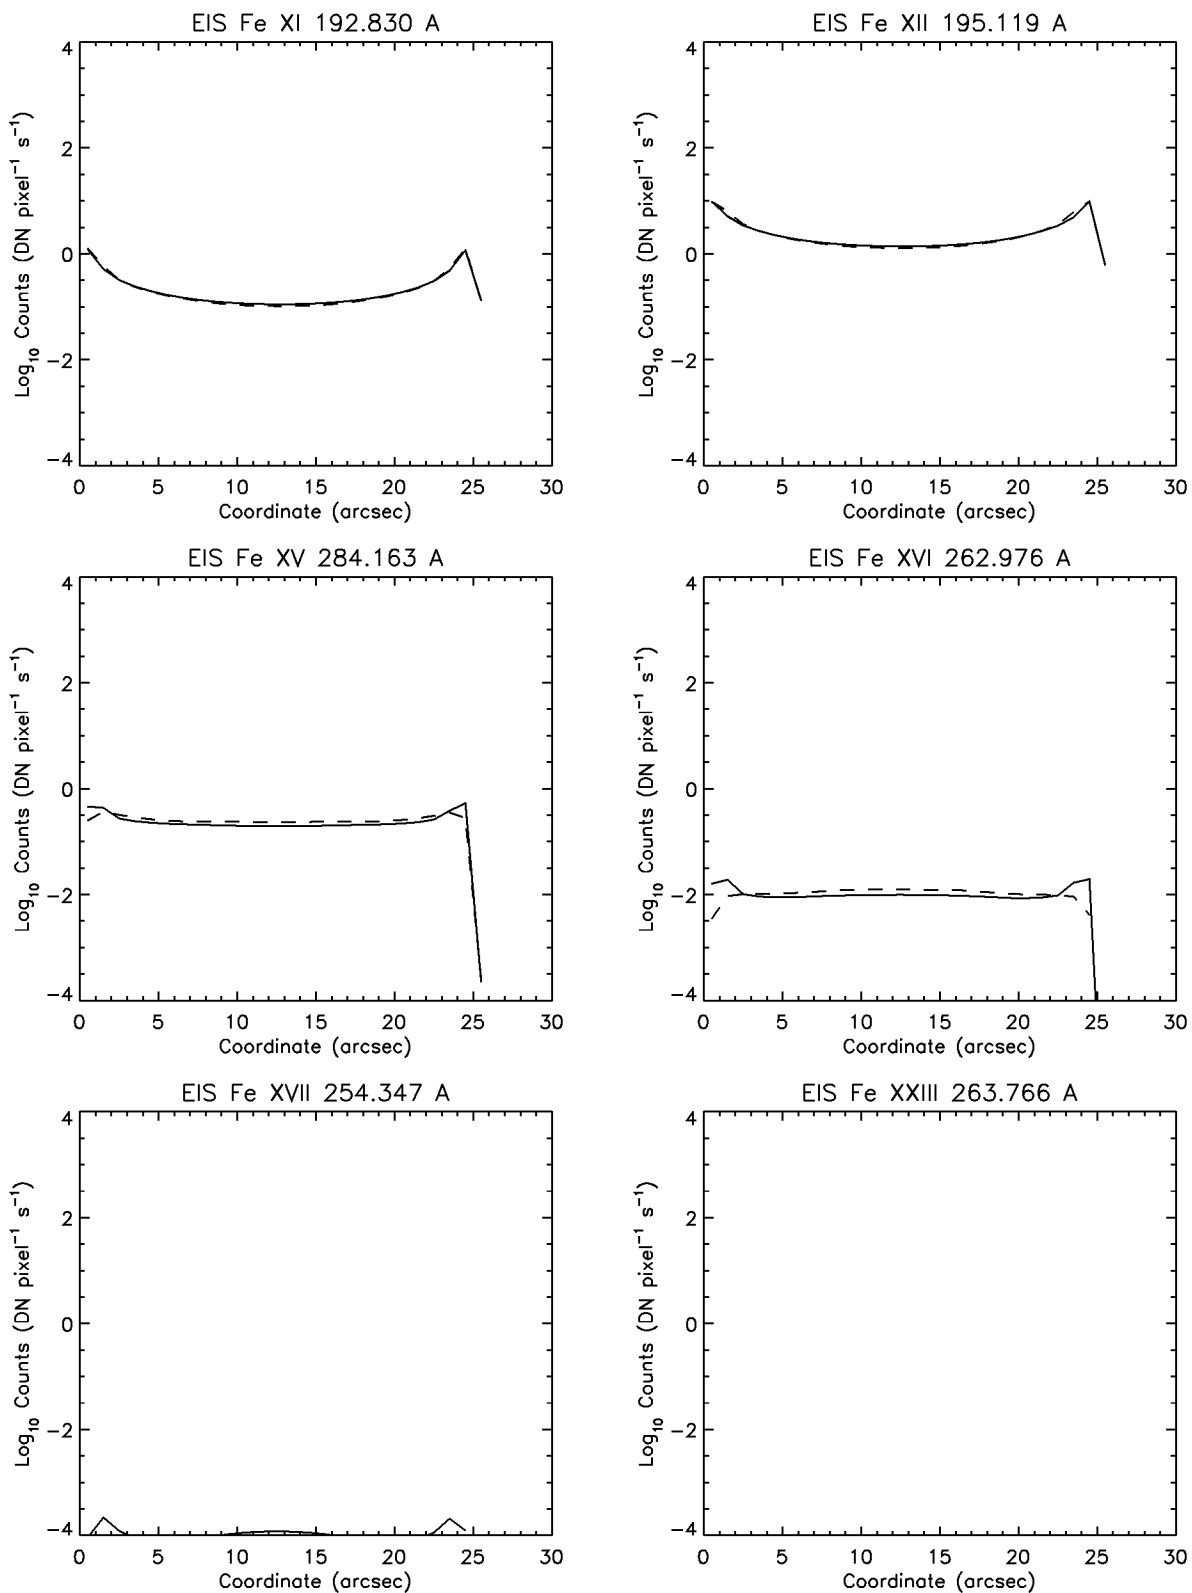 EIS Fe XI 192.830 A
4
2
0
−2
−4
Log₁₀ Counts (DN pixel⁻¹ s⁻¹)
0 5 10 15 20 25 30
Coordinate (arcsec)
EIS Fe XII 195.119 A
4
2
0
−2
−4
Log₁₀ Counts (DN pixel⁻¹ s⁻¹)
0 5 10 15 20 25 30
Coordinate (arcsec)
EIS Fe XV 284.163 A
4
2
0
−2
−4
Log₁₀ Counts (DN pixel⁻¹ s⁻¹)
0 5 10 15 20 25 30
Coordinate (arcsec)
EIS Fe XVI 262.976 A
4
2
0
−2
−4
Log₁₀ Counts (DN pixel⁻¹ s⁻¹)
0 5 10 15 20 25 30
Coordinate (arcsec)
EIS Fe XVII 254.347 A
4
2
0
−2
−4
Log₁₀ Counts (DN pixel⁻¹ s⁻¹)
0 5 10 15 20 25 30
Coordinate (arcsec)
EIS Fe XXIII 263.766 A
4
2
0
−2
−4
Log₁₀ Counts (DN pixel⁻¹ s⁻¹)
0 5 10 15 20 25 30
Coordinate (arcsec)